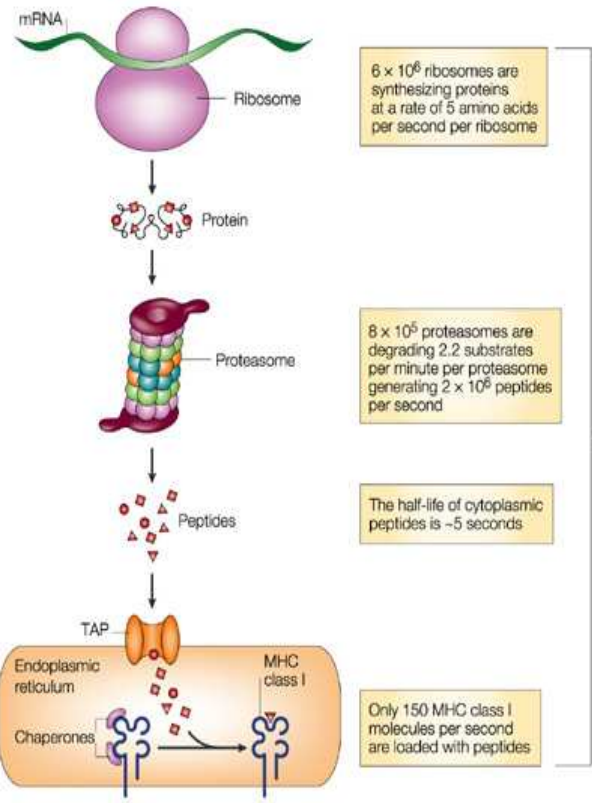 mRNA
Ribosome
6 × 10⁶ ribosomes are
synthesizing proteins
at a rate of 5 amino acids
per second per ribosome
Protein
Proteasome
8 × 10⁵ proteasomes are
degrading 2.2 substrates
per minute per proteasome
generating 2 × 10⁶ peptides
per second
Peptides
The half-life of cytoplasmic
peptides is ~5 seconds
TAP
Endoplasmic
reticulum
MHC
class I
Chaperones
Only 150 MHC class I
molecules per second
are loaded with peptides